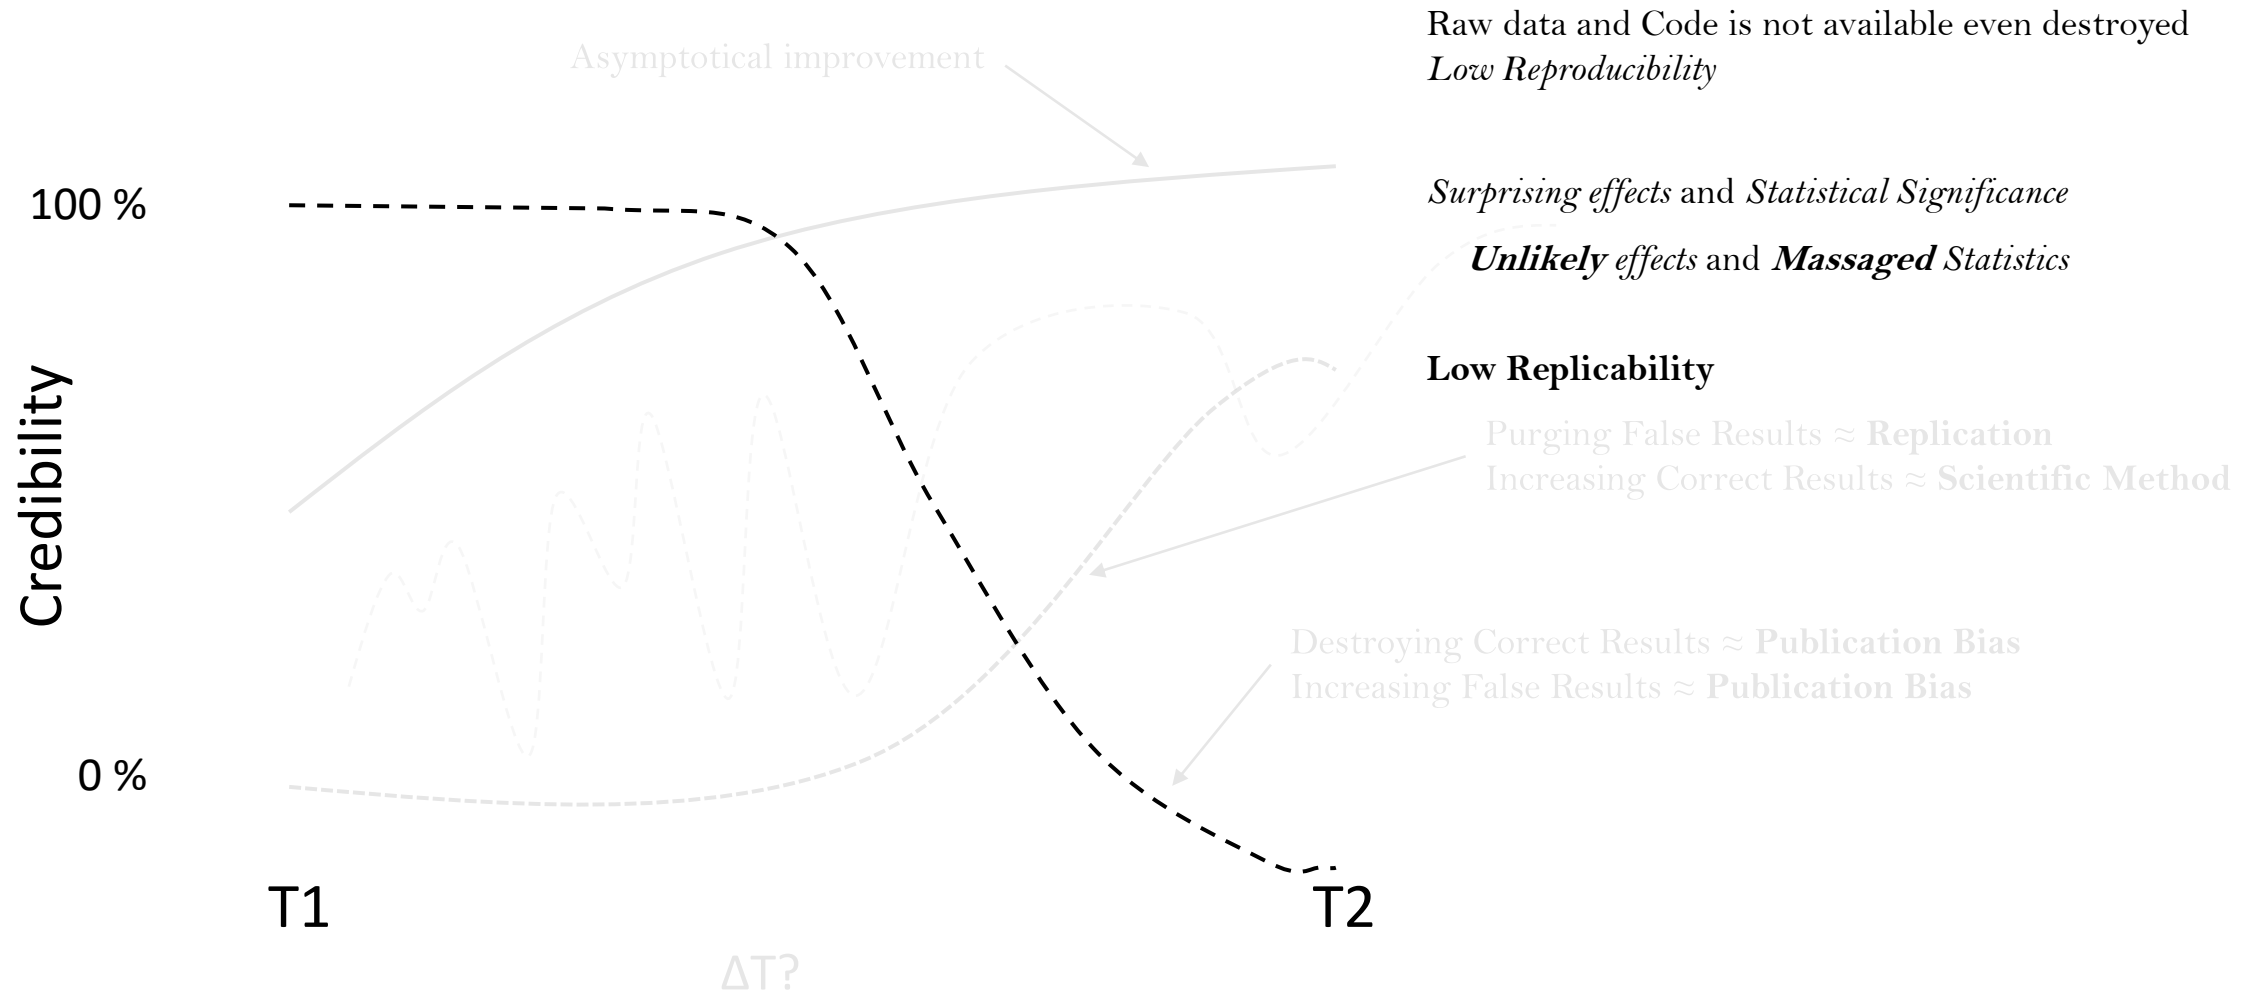 Raw data and Code is not available even destroyed
Low Reproducibility
Asymptotical improvement
100 %
Surprising effects and Statistical Significance
Unlikely effects and Massaged Statistics
Low Replicability
Credibility
Purging False Results ≈ Replication
Increasing Correct Results ≈ Scientific Method
Destroying Correct Results ≈ Publication Bias
Increasing False Results ≈ Publication Bias
0 %
T1
T2
ΔT?